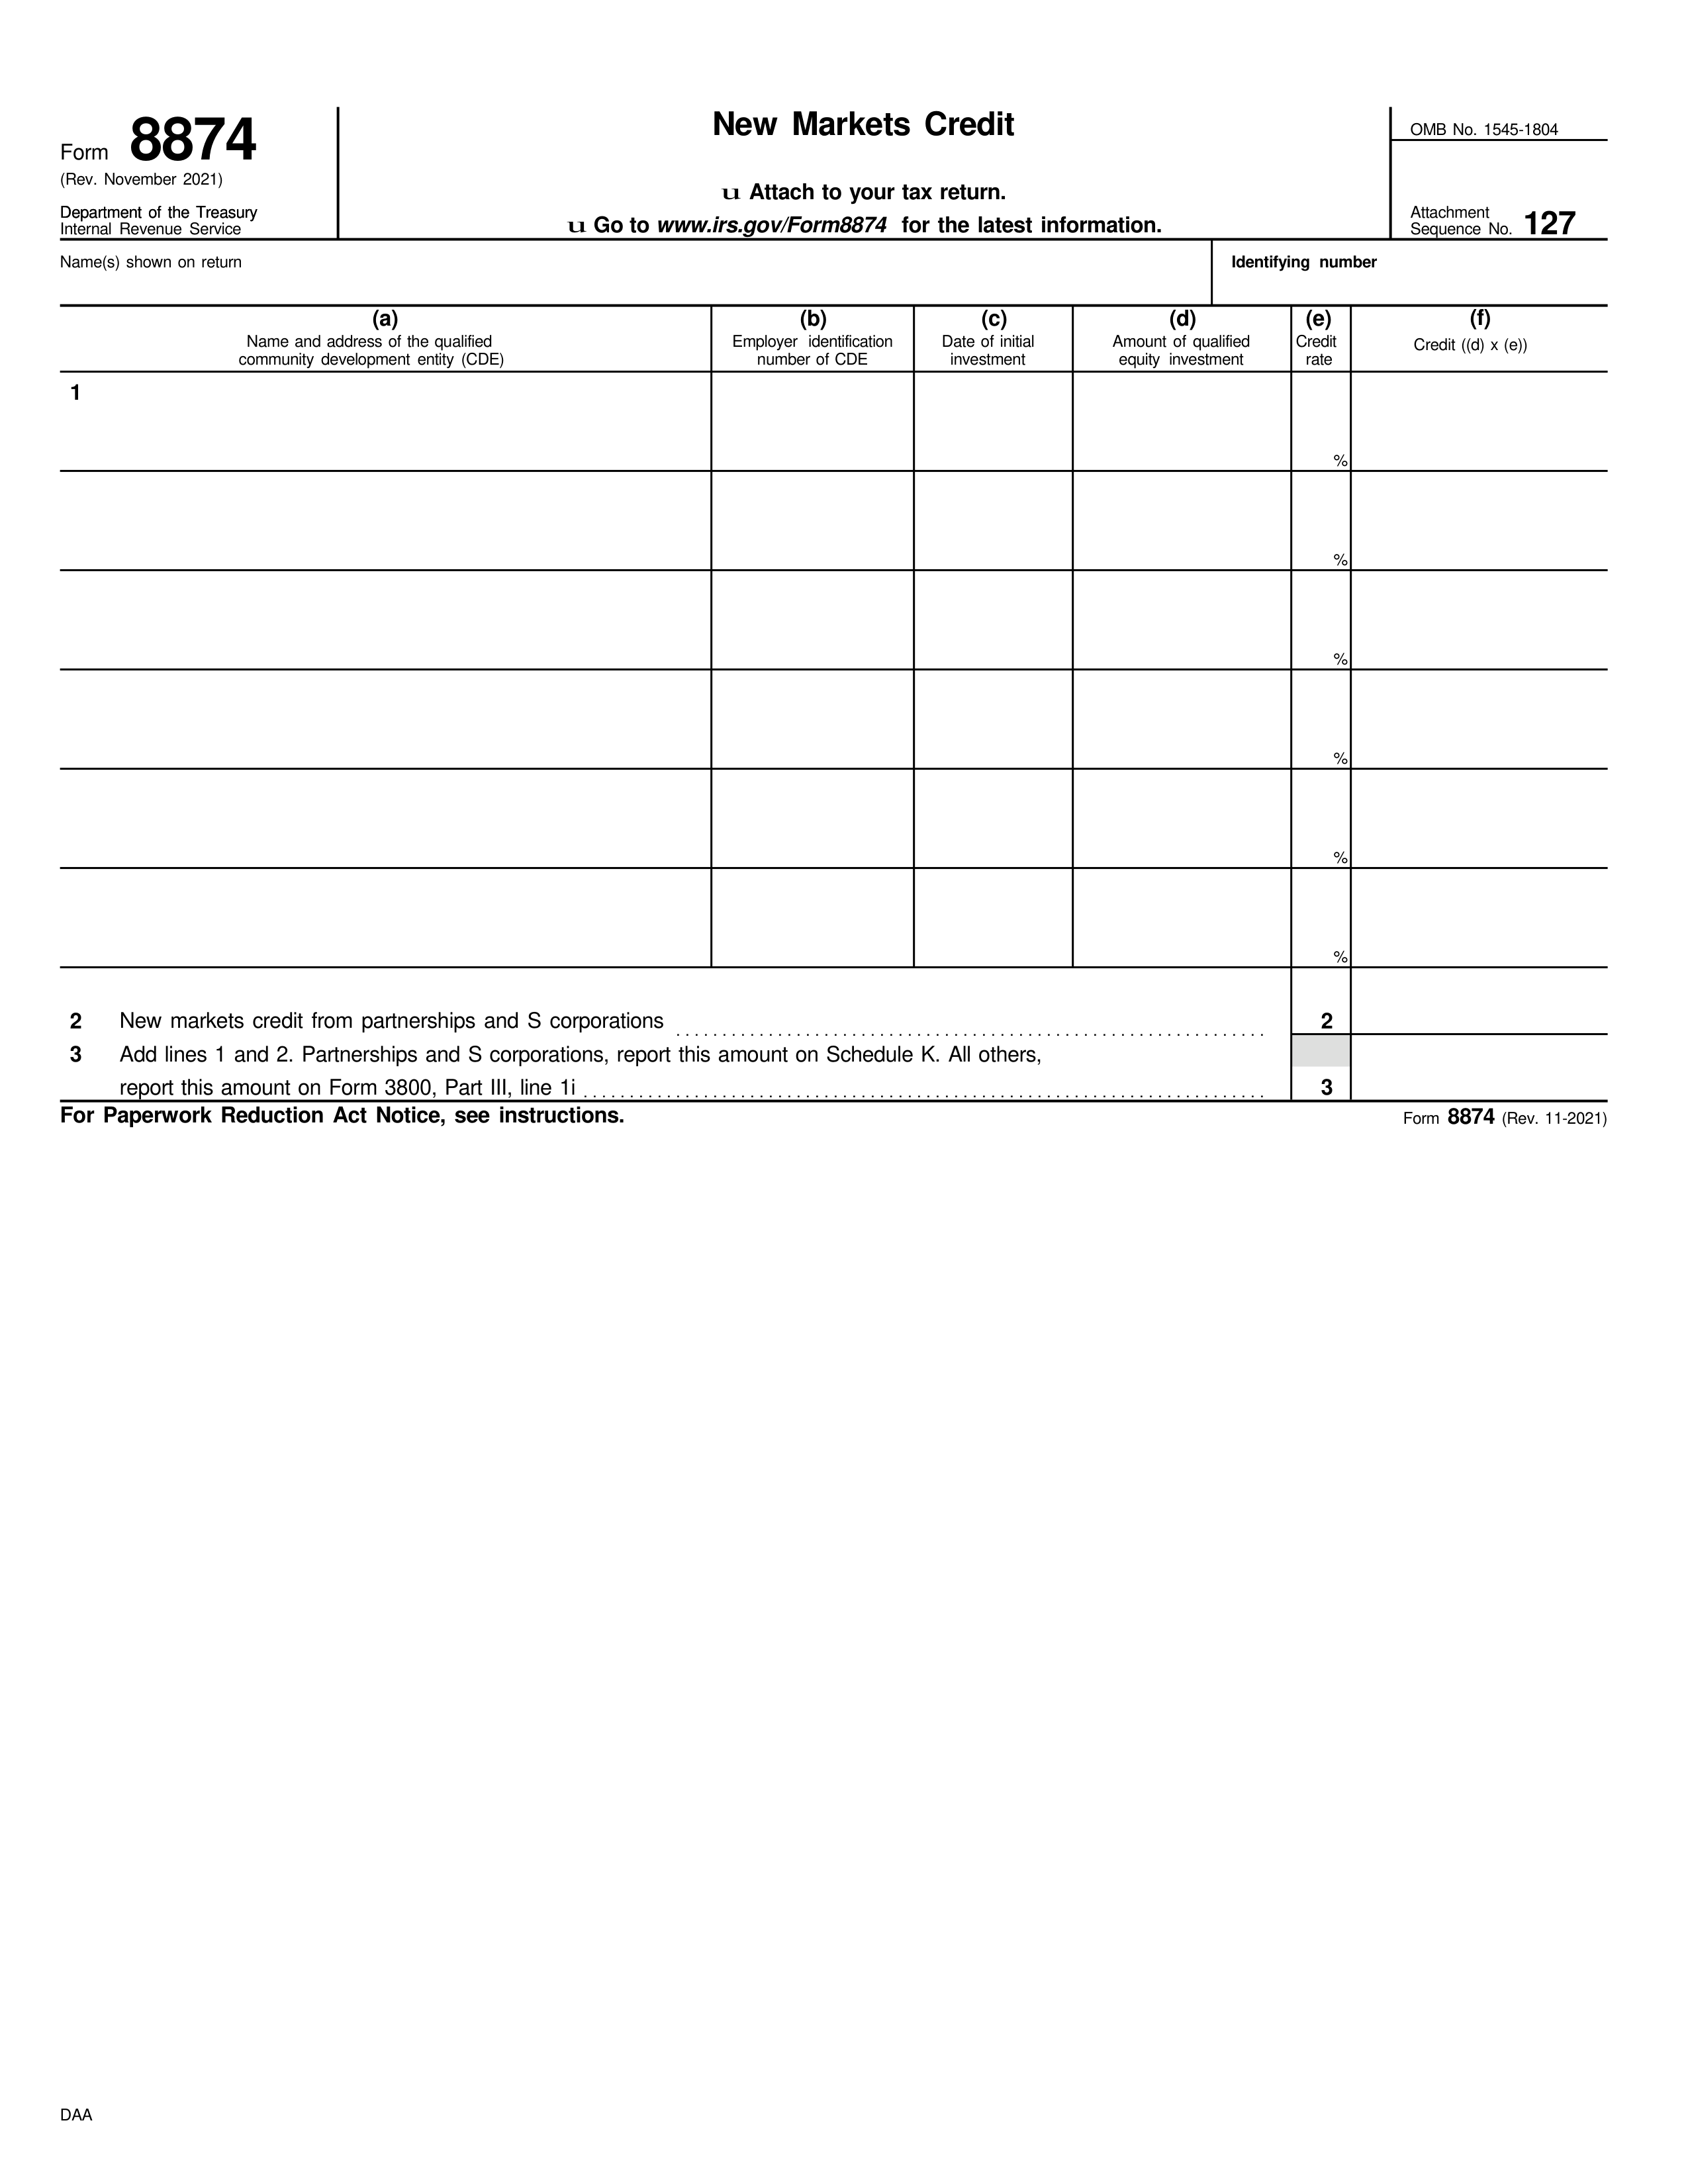 Form 8874
(Rev. November 2021)
Department of the Treasury
Internal Revenue Service
New Markets Credit
u Attach to your tax return.
u Go to www.irs.gov/Form8874 for the latest information.
OMB No. 1545-1804
Attachment
Sequence No. 127
Name(s) shown on return
Identifying number
(a)
Name and address of the qualified
community development entity (CDE)
(b)
Employer identification
number of CDE
(c)
Date of initial
investment
(d)
Amount of qualified
equity investment
(e)
Credit
rate
(f)
Credit ((d) x (e))
1
%
%
%
%
%
%
2 New markets credit from partnerships and S corporations 2
3 Add lines 1 and 2. Partnerships and S corporations, report this amount on Schedule K. All others,
report this amount on Form 3800, Part III, line 1i 3
For Paperwork Reduction Act Notice, see instructions.
Form 8874 (Rev. 11-2021)
DAA